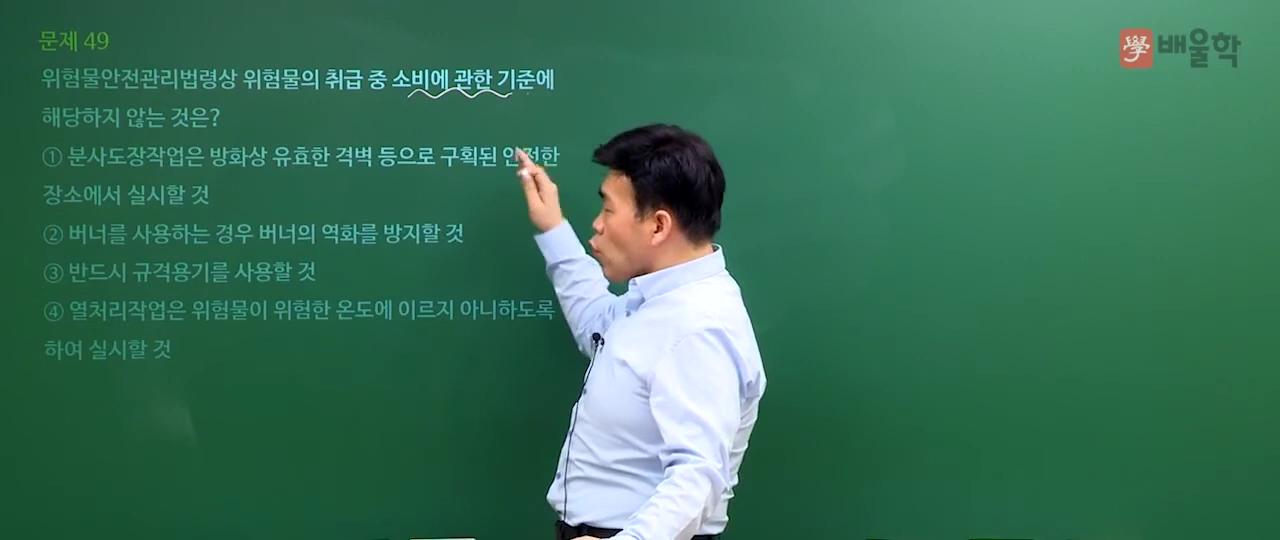 문제 49
學 배울학
위험물안전관리법령상 위험물의 취급 중 소비에 관한 기준에
해당하지 않는 것은?
① 분사도장작업은 방화상 유효한 격벽 등으로 구획된 안전한
장소에서 실시할 것
② 버너를 사용하는 경우 버너의 역화를 방지할 것
③ 반드시 규격용기를 사용할 것
④ 열처리작업은 위험물이 위험한 온도에 이르지 아니하도록
하여 실시할 것